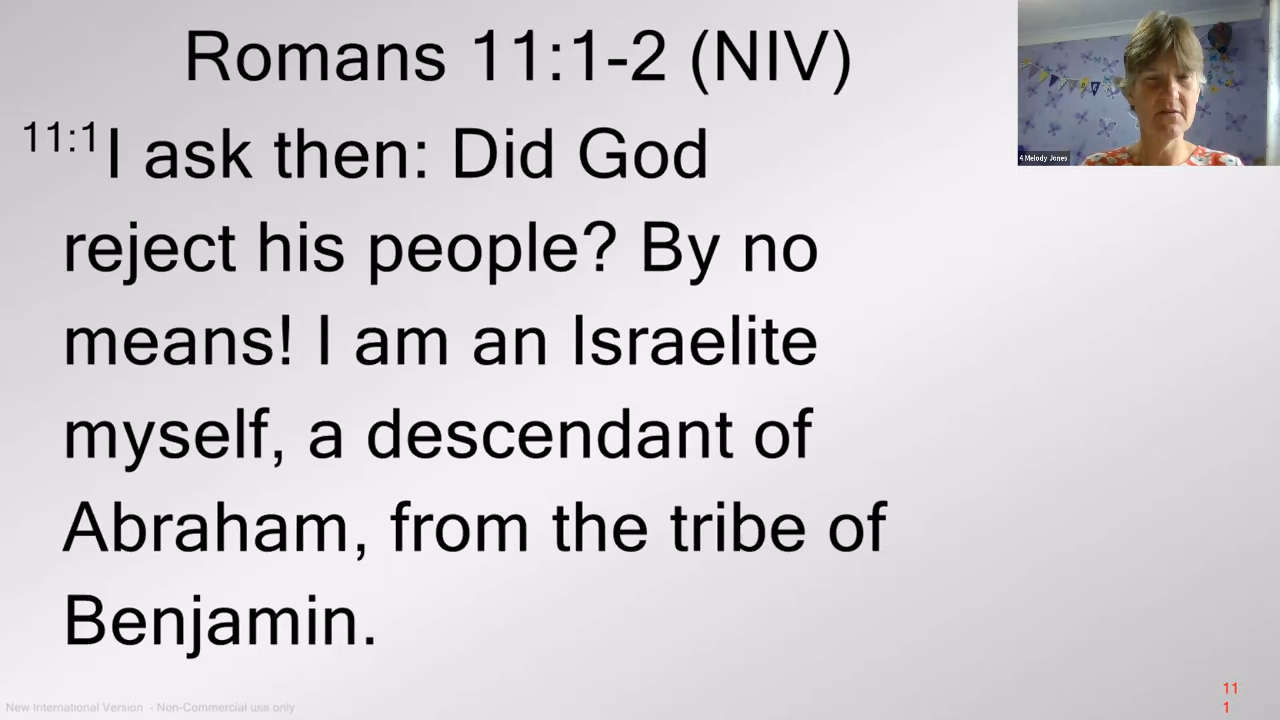 Romans 11:1-2 (NIV)
11:1I ask then: Did God
reject his people? By no
means! I am an Israelite
myself, a descendant of
Abraham, from the tribe of
Benjamin.
4 Melody Jones
New International Version - Non-Commercial use only
11
1